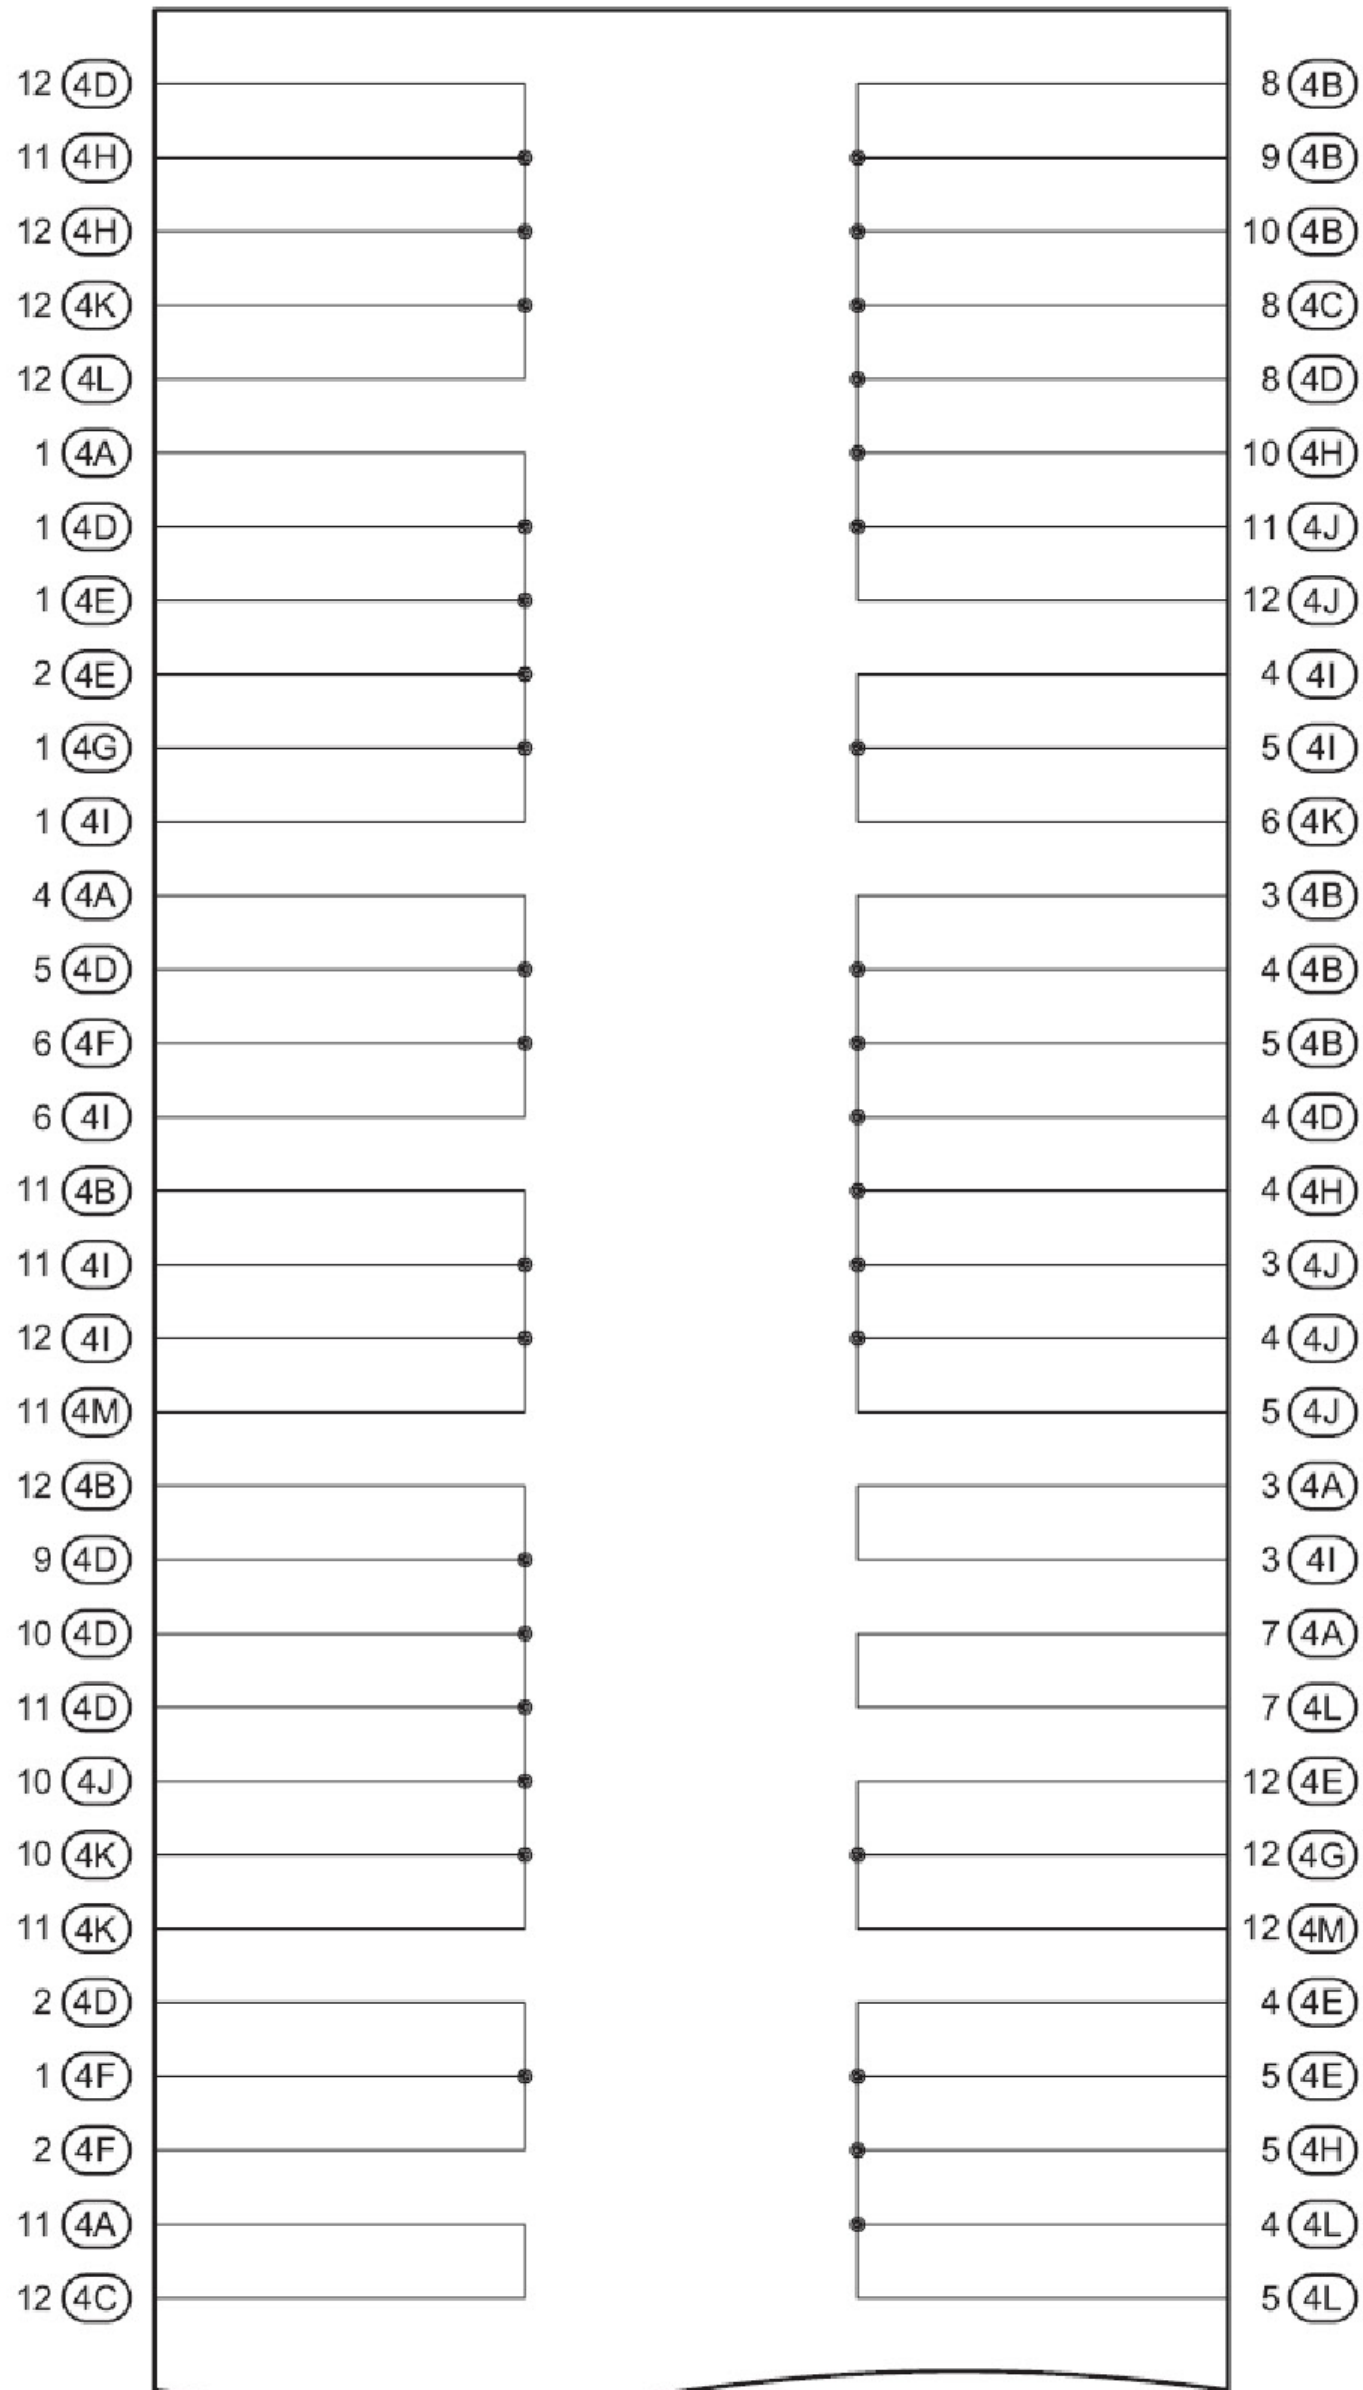 12 4D 8 4B
11 4H 9 4B
12 4H 10 4B
12 4K 8 4C
12 4L 8 4D
1 4A 10 4H
1 4D 11 4J
1 4E 12 4J
2 4E 4 4I
1 4G 5 4I
1 4I 6 4K
4 4A 3 4B
5 4D 4 4B
6 4F 5 4B
6 4I 4 4D
11 4B 4 4H
11 4I 3 4J
12 4I 4 4J
11 4M 5 4J
12 4B 3 4A
9 4D 3 4I
10 4D 7 4A
11 4D 7 4L
10 4J 12 4E
10 4K 12 4G
11 4K 12 4M
2 4D 4 4E
1 4F 5 4E
2 4F 5 4H
11 4A 4 4L
12 4C 5 4L